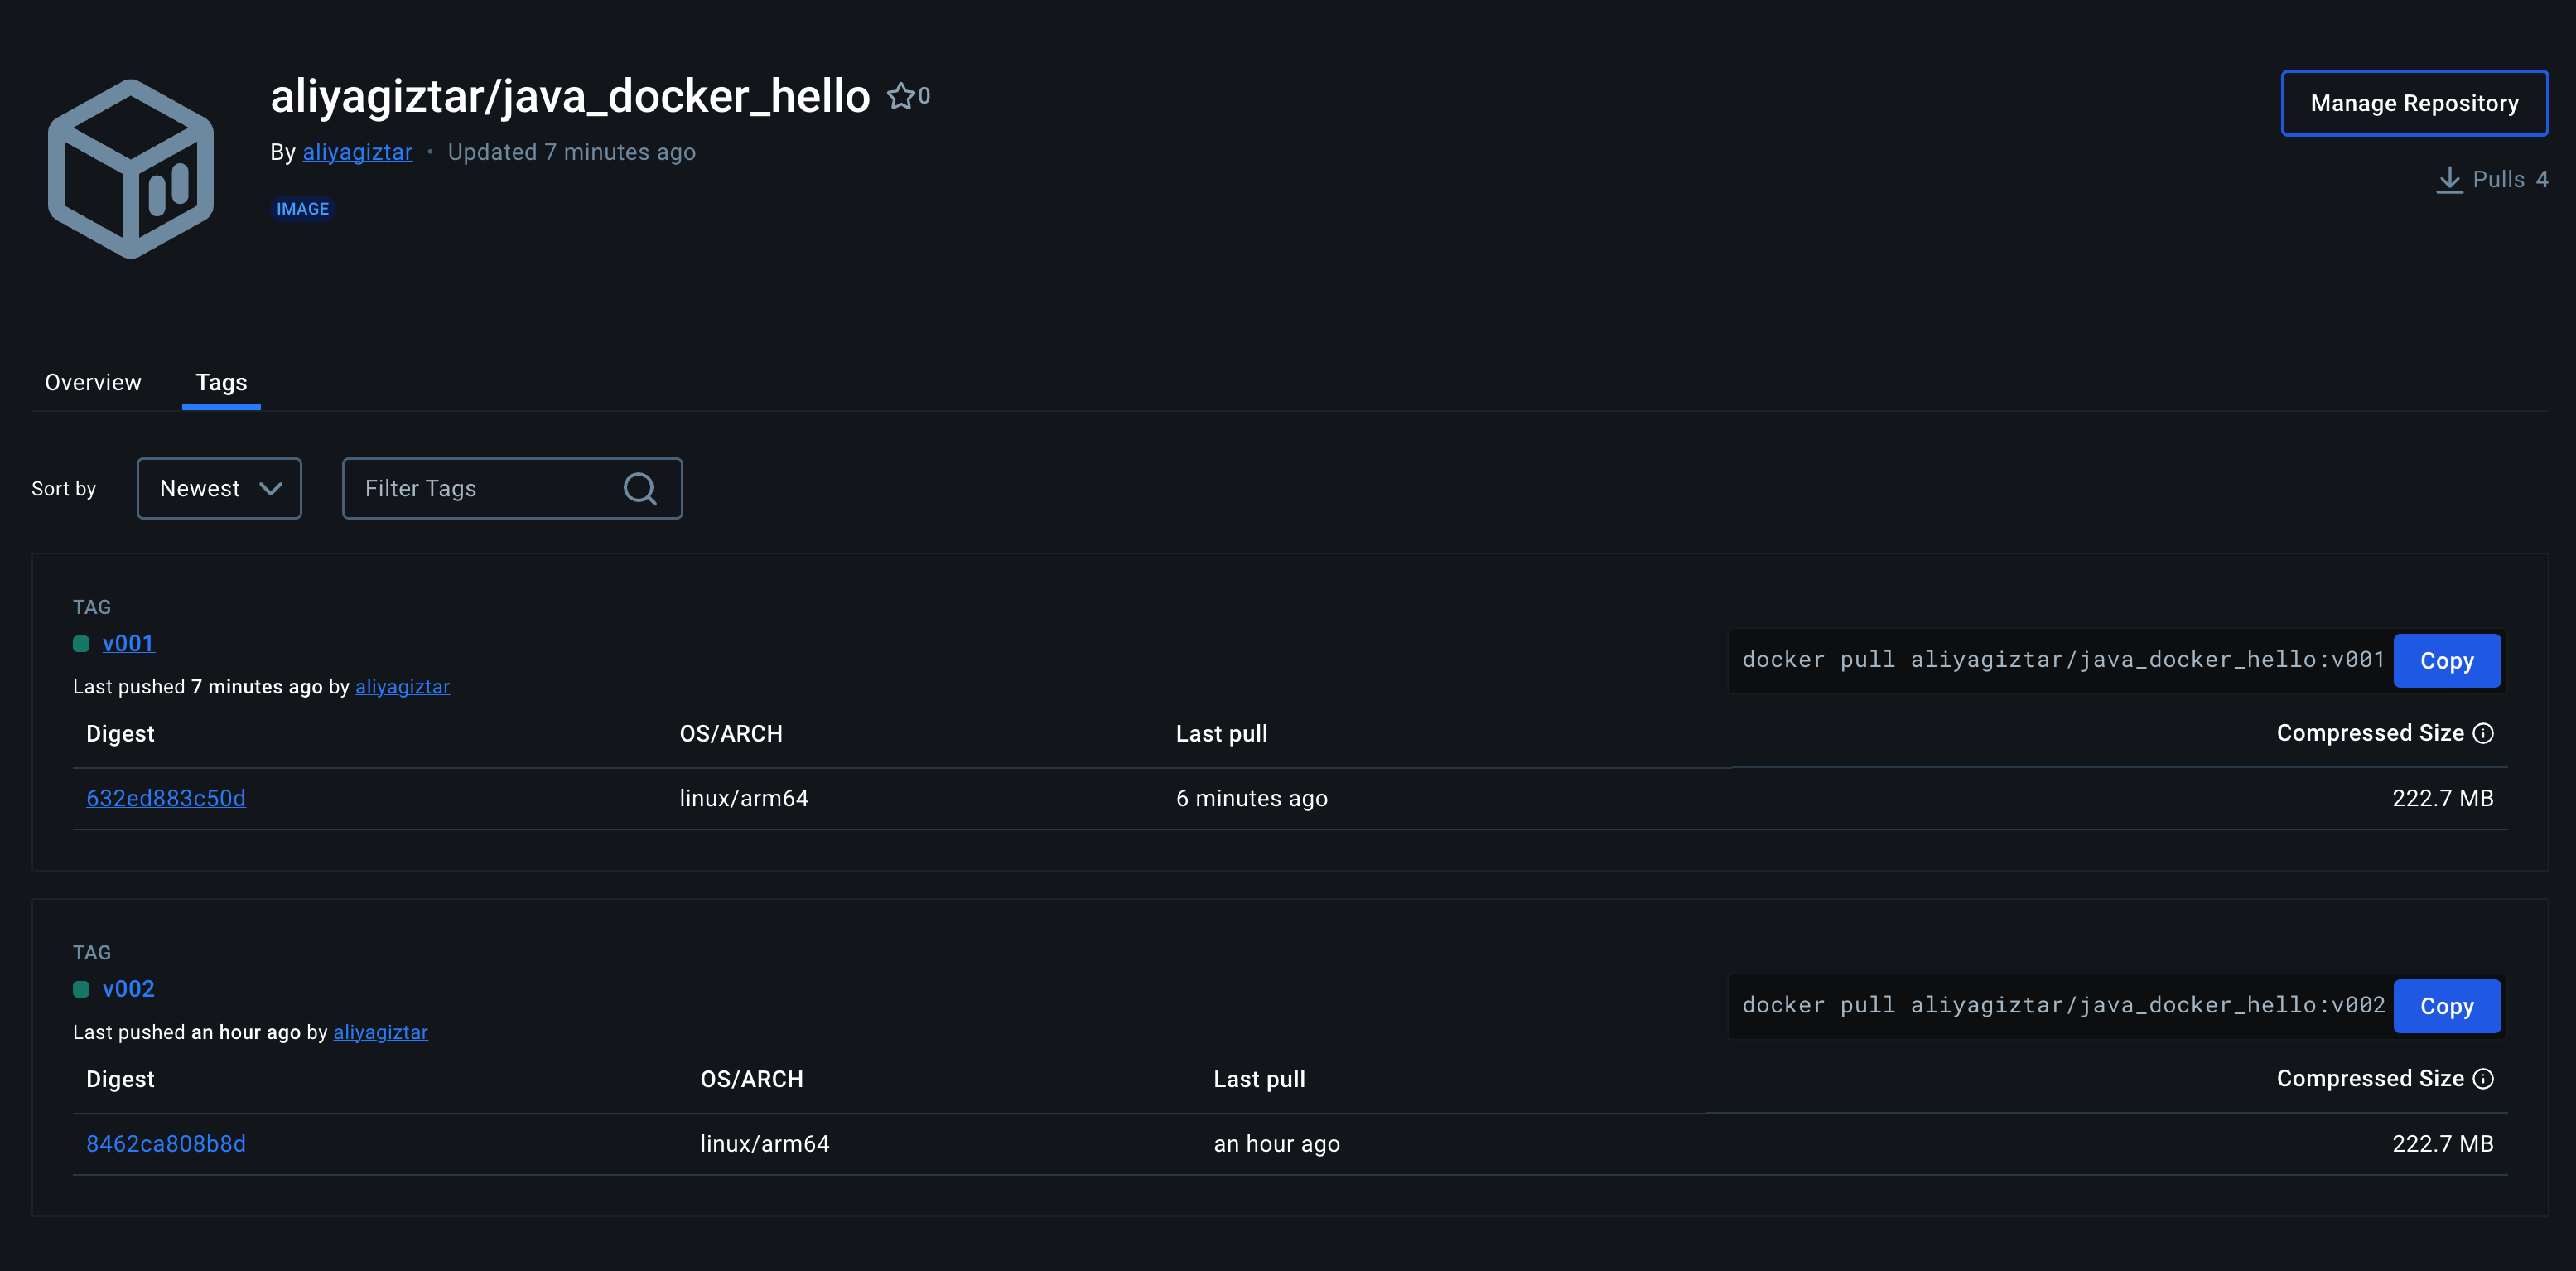 aliyagiztar/java_docker_hello 0
Manage Repository
By aliyagiztar • Updated 7 minutes ago
Pulls 4
IMAGE
Overview Tags
Sort by Newest Filter Tags
TAG
v001
docker pull aliyagiztar/java_docker_hello:v001 Copy
Last pushed 7 minutes ago by aliyagiztar
Digest OS/ARCH Last pull Compressed Size
632ed883c50d linux/arm64 6 minutes ago 222.7 MB
TAG
v002
docker pull aliyagiztar/java_docker_hello:v002 Copy
Last pushed an hour ago by aliyagiztar
Digest OS/ARCH Last pull Compressed Size
8462ca808b8d linux/arm64 an hour ago 222.7 MB